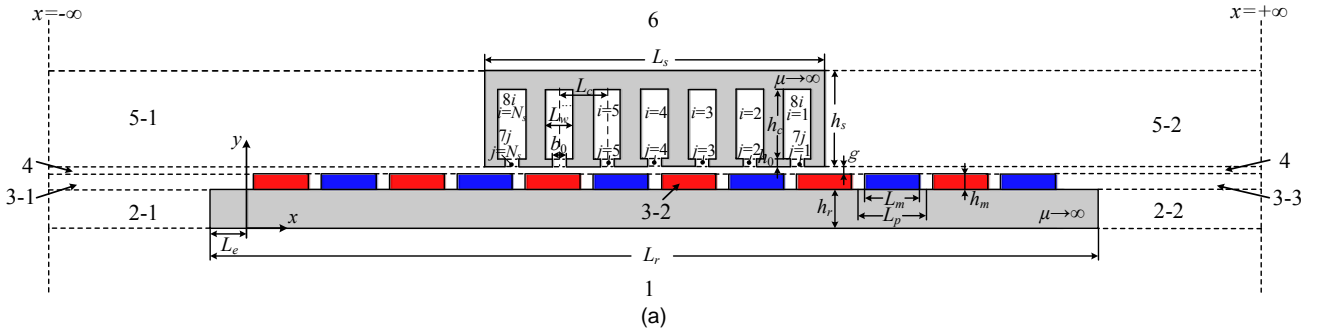 x=-∞
6
x=+∞
L_s
μ→∞
L_c
8i
i=N_s
...
i=5
i=4
i=3
i=2
8i
i=1
L_w
h_c
h_s
5-1
5-2
7j
j=N_s
b_0
j=5
j=4
j=3
j=2
h_0
7j
j=1
g
y
4
4
3-1
3-3
2-1
x
3-2
h_r
L_m
L_p
h_m
μ→∞
2-2
L_e
L_r
1
(a)